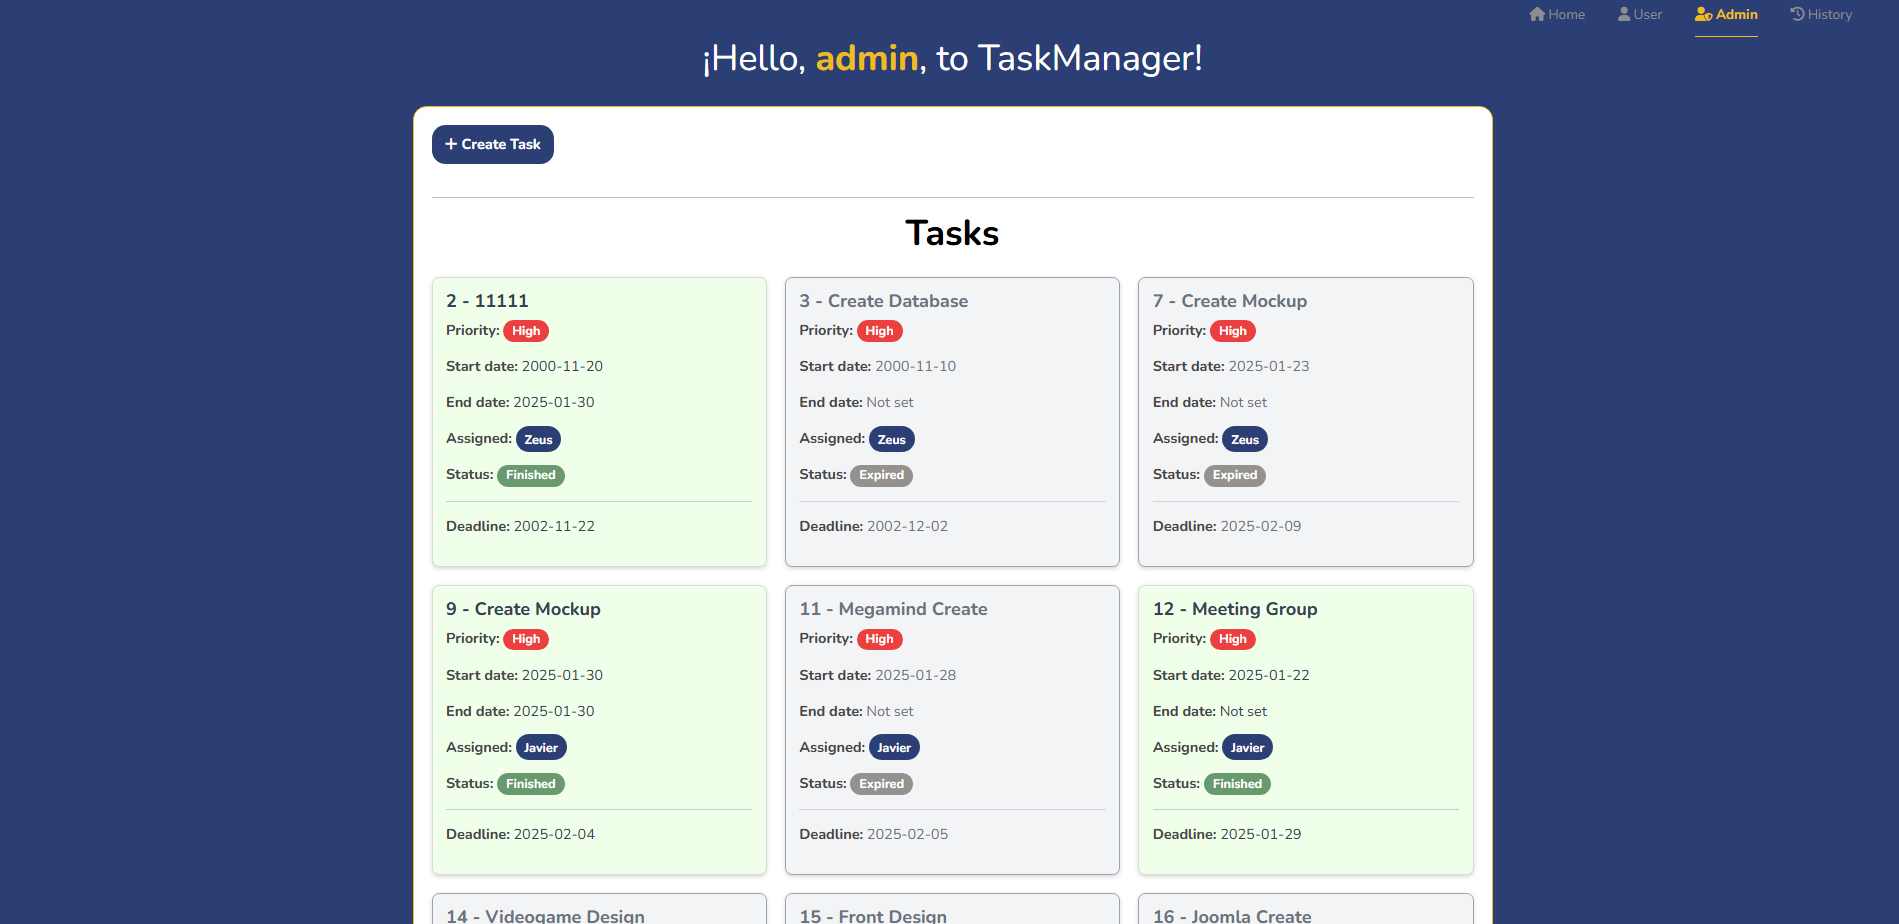 Home User Admin History
¡Hello, admin, to TaskManager!
+ Create Task
Tasks
2 - 11111
Priority: High
Start date: 2000-11-20
End date: 2025-01-30
Assigned: Zeus
Status: Finished
Deadline: 2002-11-22
3 - Create Database
Priority: High
Start date: 2000-11-10
End date: Not set
Assigned: Zeus
Status: Expired
Deadline: 2002-12-02
7 - Create Mockup
Priority: High
Start date: 2025-01-23
End date: Not set
Assigned: Zeus
Status: Expired
Deadline: 2025-02-09
9 - Create Mockup
Priority: High
Start date: 2025-01-30
End date: 2025-01-30
Assigned: Javier
Status: Finished
Deadline: 2025-02-04
11 - Megamind Create
Priority: High
Start date: 2025-01-28
End date: Not set
Assigned: Javier
Status: Expired
Deadline: 2025-02-05
12 - Meeting Group
Priority: High
Start date: 2025-01-22
End date: Not set
Assigned: Javier
Status: Finished
Deadline: 2025-01-29
14 - Videogame Design
15 - Front Design
16 - Joomla Create